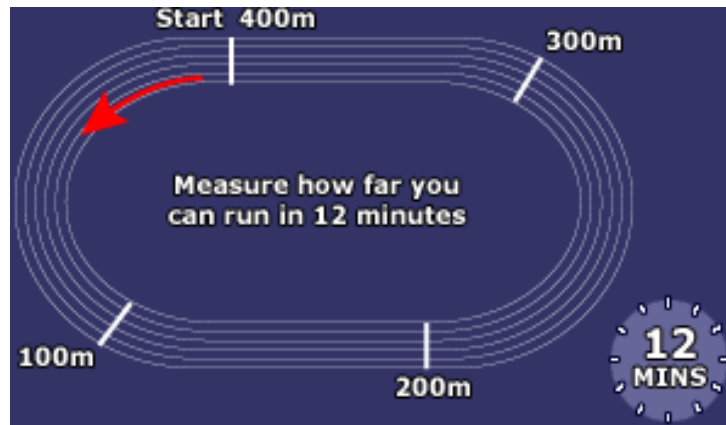 Start 400m
300m
Measure how far you
can run in 12 minutes
100m
200m
12
MINS